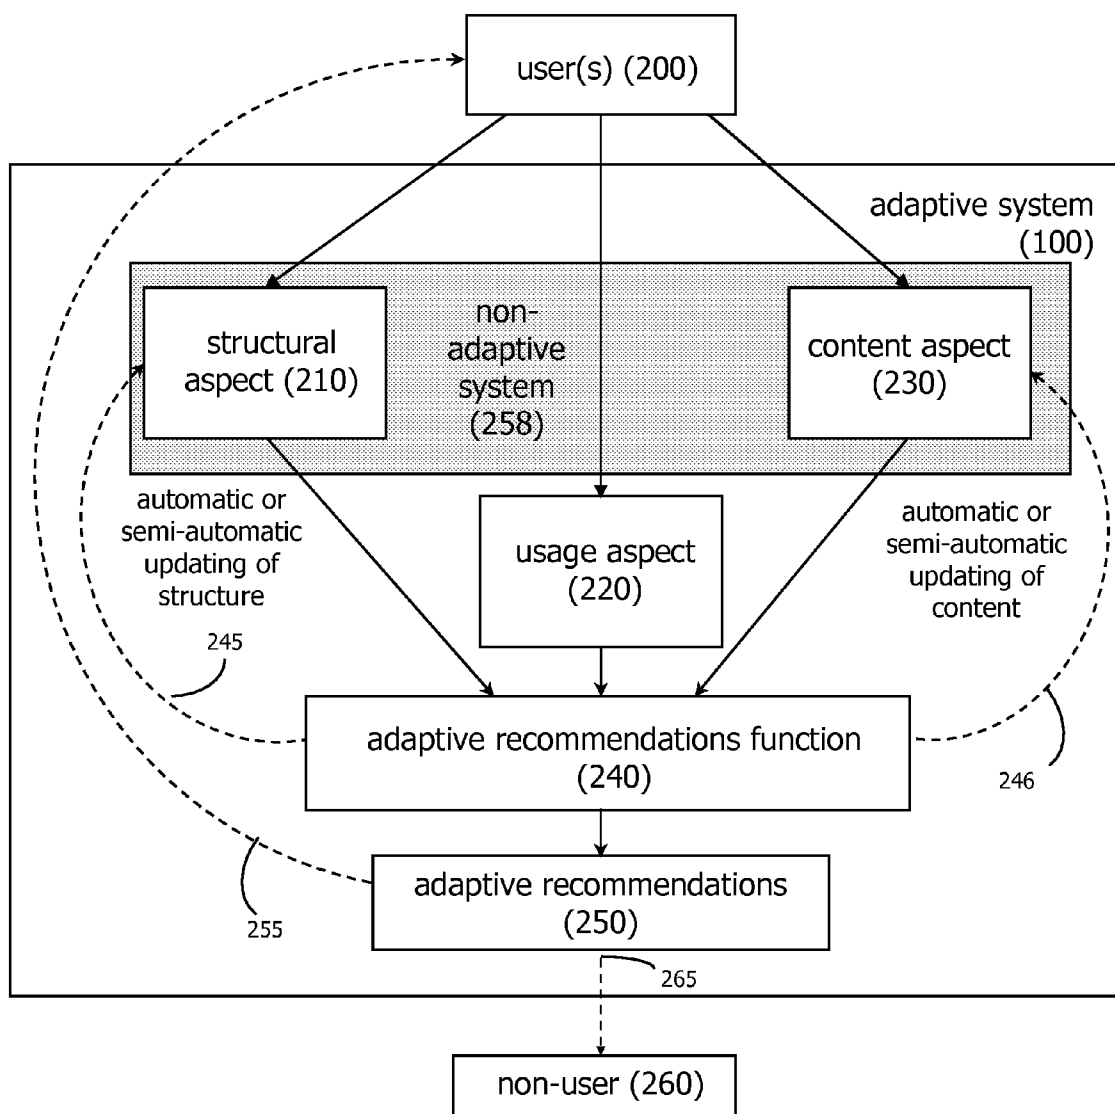 user(s) (200)
adaptive system
(100)
non-
adaptive
system
(258)
structural
aspect (210)
content aspect
(230)
automatic or
semi-automatic
updating of
structure
usage aspect
(220)
automatic or
semi-automatic
updating of
content
245
adaptive recommendations function
(240)
246
adaptive recommendations
(250)
255
265
non-user (260)